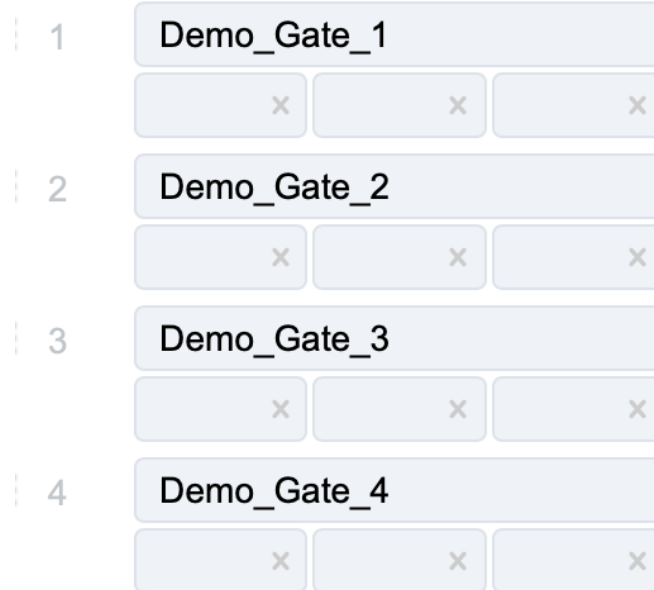 1 Demo_Gate_1
× × ×
2 Demo_Gate_2
× × ×
3 Demo_Gate_3
× × ×
4 Demo_Gate_4
× × ×